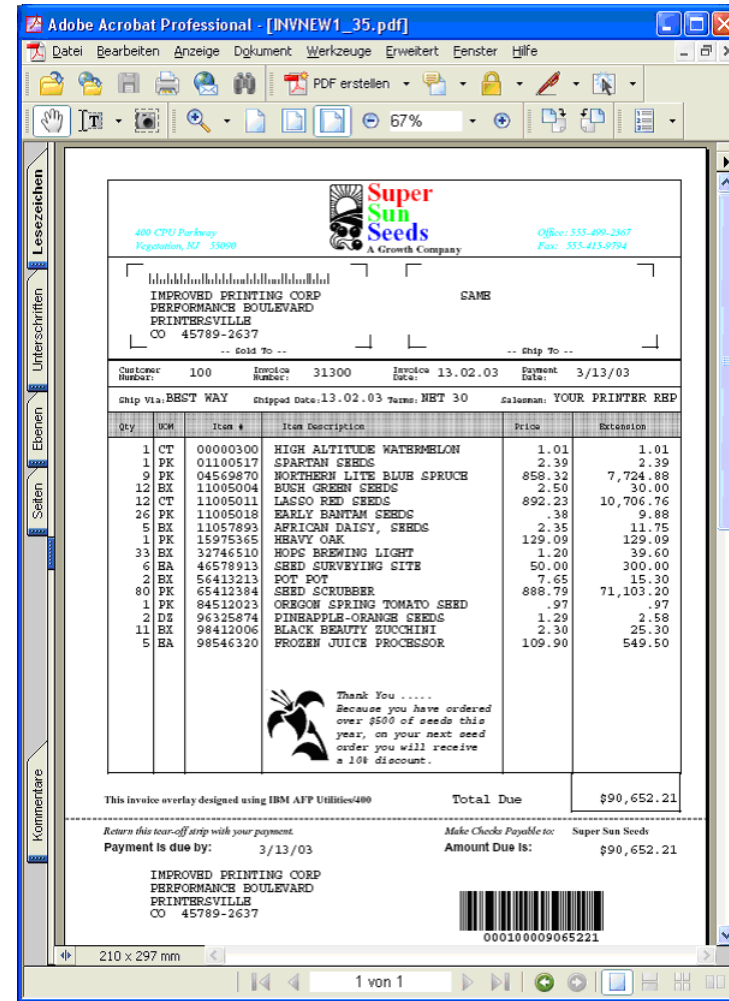 Adobe Acrobat Professional - [INVNEW1_35.pdf]
Datei Bearbeiten Anzeige Dokument Werkzeuge Erweitert Fenster Hilfe
PDF erstellen
67%
Lesezeichen
Unterschriften
Ebenen
Seiten
Kommentare
Super
Sun
Seeds
A Growth Company
400 CPU Parkway
Vegetation, NJ 55090
Office: 555-499-2367
Fax: 555-415-9794
IMPROVED PRINTING CORP
PERFORMANCE BOULEVARD
PRINTERSVILLE
CO 45789-2637
SAME
-- Sold To --
-- Ship To --
Customer Number: 100 Invoice Number: 31300 Invoice Date: 13.02.03 Payment Date: 3/13/03
Ship Via: BEST WAY Shipped Date: 13.02.03 Terms: NET 30 Salesman: YOUR PRINTER REP
Qty UOM Item # Item Description Price Extension
1 CT 00000300 HIGH ALTITUDE WATERMELON 1.01 1.01
1 PK 01100517 SPARTAN SEEDS 2.39 2.39
9 PK 04569870 NORTHERN LITE BLUE SPRUCE 858.32 7,724.88
12 BX 11005004 BUSH GREEN SEEDS 2.50 30.00
12 CT 11005011 LASSO RED SEEDS 892.23 10,706.76
26 PK 11005018 EARLY BANTAM SEEDS .38 9.88
5 BX 11057893 AFRICAN DAISY, SEEDS 2.35 11.75
1 PK 15975365 HEAVY OAK 129.09 129.09
33 BX 32746510 HOPS BREWING LIGHT 1.20 39.60
6 EA 46578913 SEED SURVEYING SITE 50.00 300.00
2 BX 56413213 POT POT 7.65 15.30
80 PK 65412384 SEED SCRUBBER 888.79 71,103.20
1 PK 84512023 OREGON SPRING TOMATO SEED .97 .97
2 DZ 96325874 PINEAPPLE-ORANGE SEEDS 1.29 2.58
11 BX 98412006 BLACK BEAUTY ZUCCHINI 2.30 25.30
5 EA 98546320 FROZEN JUICE PROCESSOR 109.90 549.50
Thank You .....
Because you have ordered
over $500 of seeds this
year, on your next seed
order you will receive
a 10% discount.
This invoice overlay designed using IBM AFP Utilities/400 Total Due $90,652.21
Return this tear-off strip with your payment. Make Checks Payable to: Super Sun Seeds
Payment is due by: 3/13/03 Amount Due is: $90,652.21
IMPROVED PRINTING CORP
PERFORMANCE BOULEVARD
PRINTERSVILLE
CO 45789-2637
000100009065221
210 x 297 mm
1 von 1